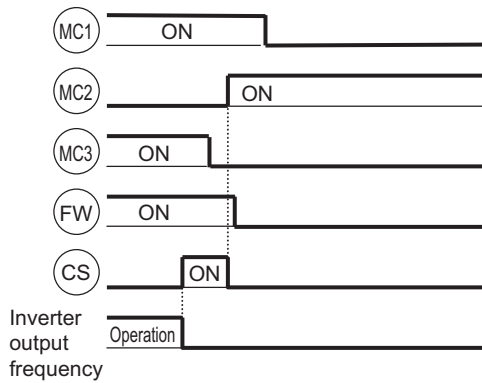 MC1 ON
MC2 ON
MC3 ON
FW ON
CS ON
Inverter
output
frequency
Operation